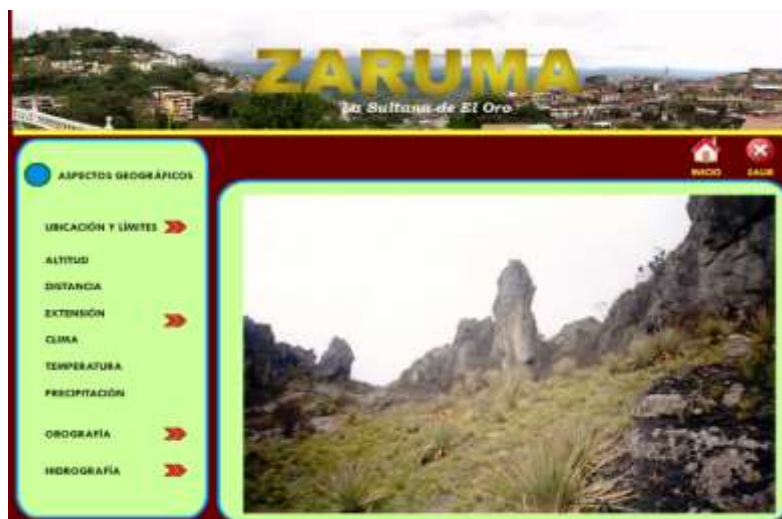 ZARUMA
La Sultana de El Oro
INICIO
SALIR
ASPECTOS GEOGRÁFICOS
UBICACIÓN Y LÍMITES
ALTITUD
DISTANCIA
EXTENSIÓN
CLIMA
TEMPERATURA
PRECIPITACIÓN
OROGRAFÍA
HIDROGRAFÍA